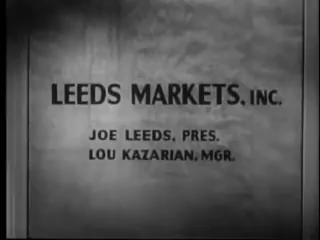 LEEDS MARKETS, INC.
JOE LEEDS, PRES.
LOU KAZARIAN, MGR.